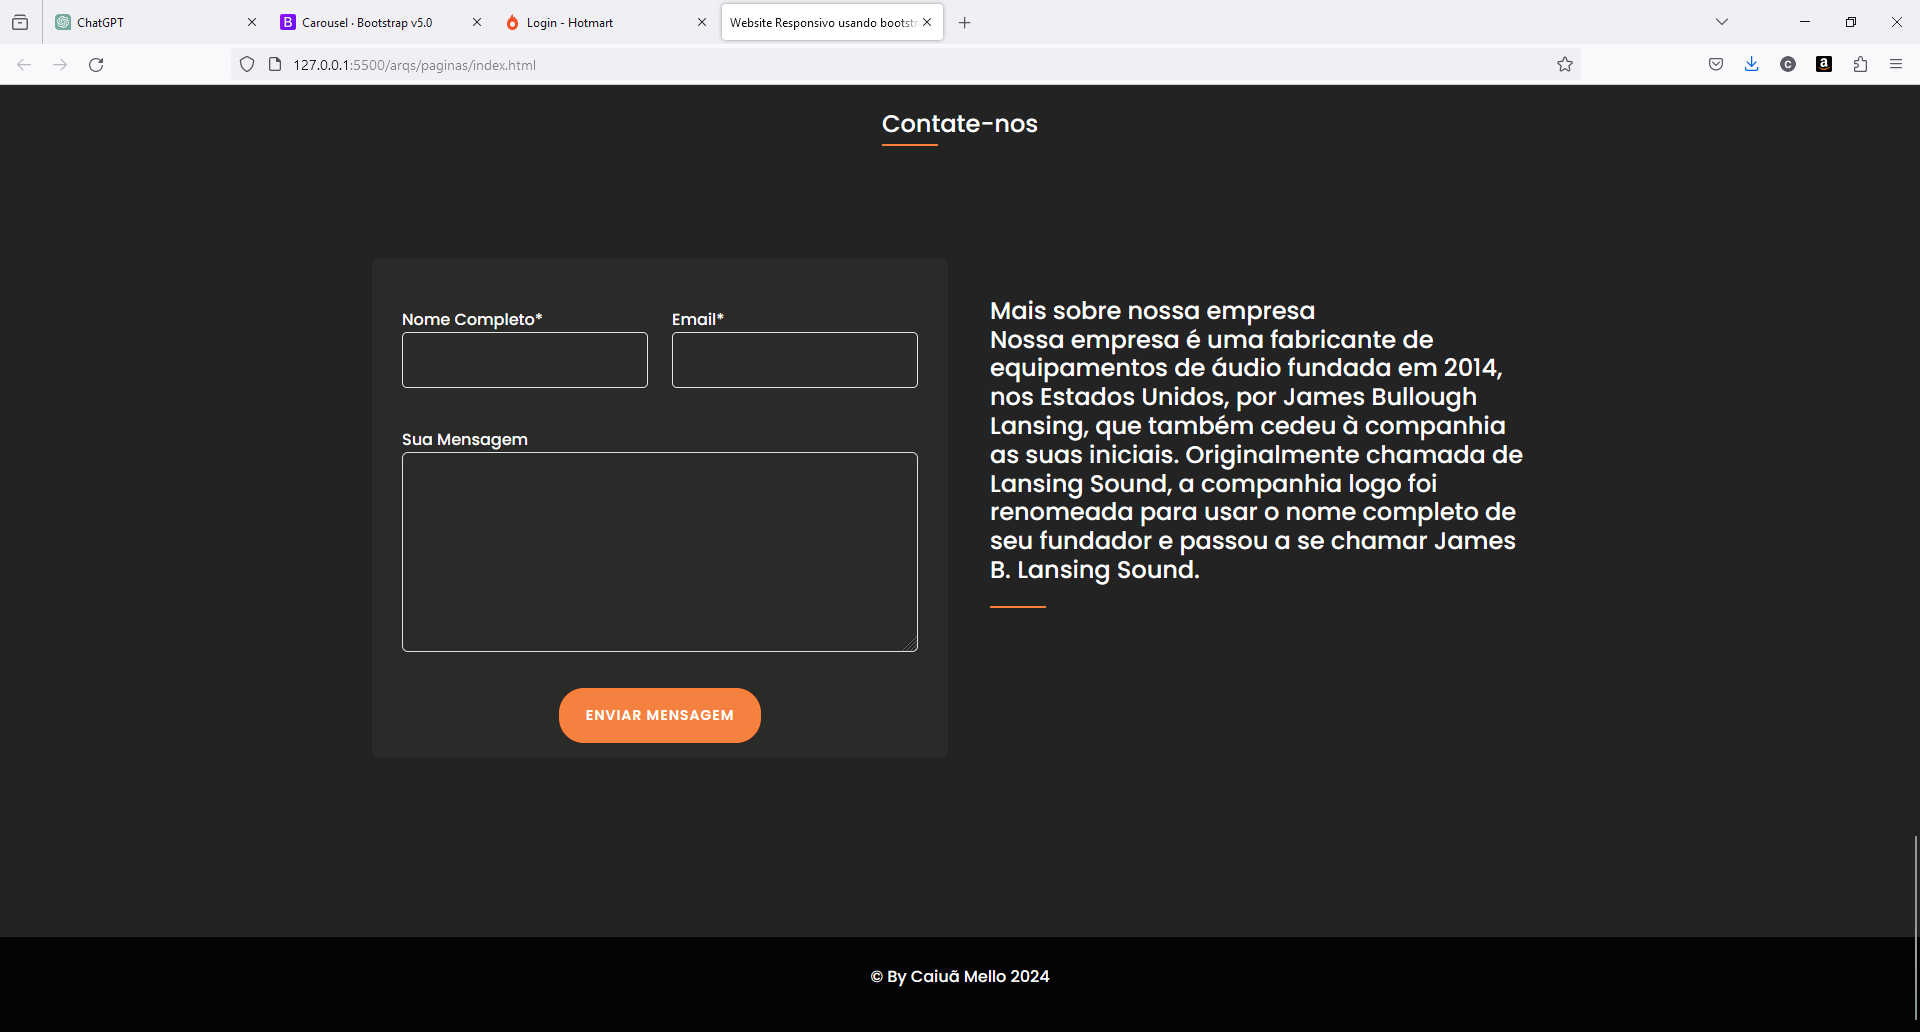 ChatGPT
Carousel · Bootstrap v5.0
Login - Hotmart
Website Responsivo usando bootstr
127.0.0.1:5500/arqs/paginas/index.html
Contate-nos
Nome Completo*
Email*
Sua Mensagem
ENVIAR MENSAGEM
Mais sobre nossa empresa
Nossa empresa é uma fabricante de
equipamentos de áudio fundada em 2014,
nos Estados Unidos, por James Bullough
Lansing, que também cedeu à companhia
as suas iniciais. Originalmente chamada de
Lansing Sound, a companhia logo foi
renomeada para usar o nome completo de
seu fundador e passou a se chamar James
B. Lansing Sound.
© By Caiuã Mello 2024